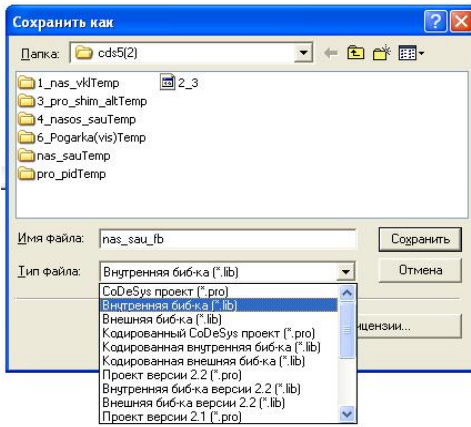 Сохранить как
Папка: cds5(2)
1_nas_vklTemp
2_3
3_pro_shim_altTemp
4_nasos_sauTemp
6_Pogarka(vis)Temp
nas_sauTemp
pro_pidTemp
Имя файла: nas_sau_fb Сохранить
Тип файла: Внутренняя биб-ка (*.lib) Отмена
CoDeSys проект (*.pro)
Внутренняя биб-ка (*.lib)
Внешняя биб-ка (*.lib)
ицензии...
Кодированный CoDeSys проект (*.pro)
Кодированная внутренняя биб-ка (*.lib)
Кодированная внешняя биб-ка (*.lib)
Проект версии 2.2 (*.pro)
Внутренняя биб-ка версии 2.2 (*.lib)
Внешняя биб-ка версии 2.2 (*.lib)
Проект версии 2.1 (*.pro)